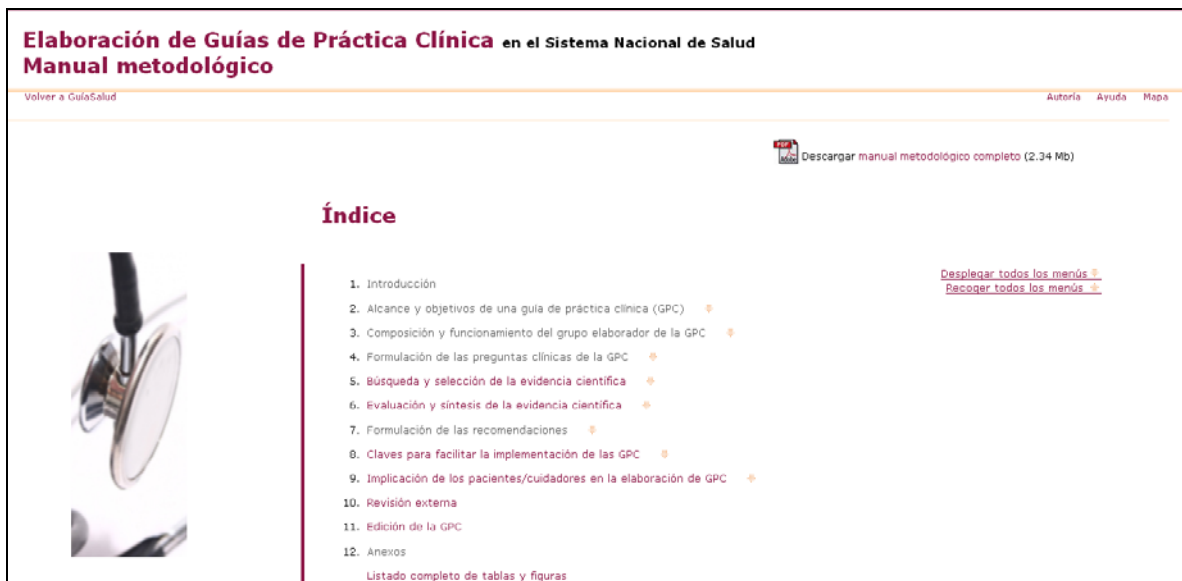 Elaboración de Guías de Práctica Clínica en el Sistema Nacional de Salud
Manual metodológico
Volver a GuíaSalud
Autoría Ayuda Mapa
Descargar manual metodológico completo (2.34 Mb)
Índice
Desplegar todos los menús
Recoger todos los menús
1. Introducción
2. Alcance y objetivos de una guía de práctica clínica (GPC)
3. Composición y funcionamiento del grupo elaborador de la GPC
4. Formulación de las preguntas clínicas de la GPC
5. Búsqueda y selección de la evidencia científica
6. Evaluación y síntesis de la evidencia científica
7. Formulación de las recomendaciones
8. Claves para facilitar la implementación de las GPC
9. Implicación de los pacientes/cuidadores en la elaboración de GPC
10. Revisión externa
11. Edición de la GPC
12. Anexos
Listado completo de tablas y figuras